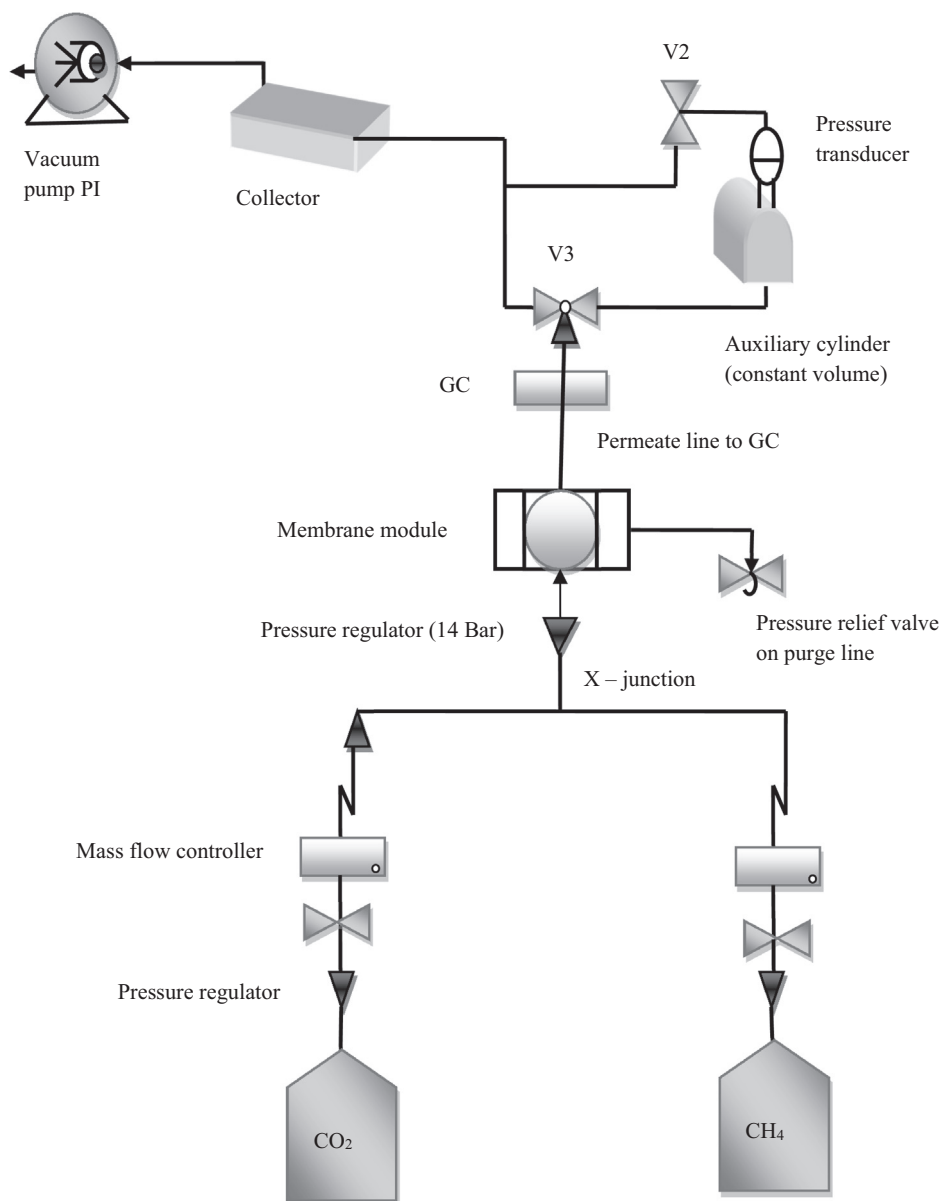 V2
Pressure
transducer
Vacuum
pump PI
Collector
V3
Auxiliary cylinder
(constant volume)
GC
Permeate line to GC
Membrane module
Pressure regulator (14 Bar)
Pressure relief valve
on purge line
X – junction
Mass flow controller
Pressure regulator
CO₂
CH₄